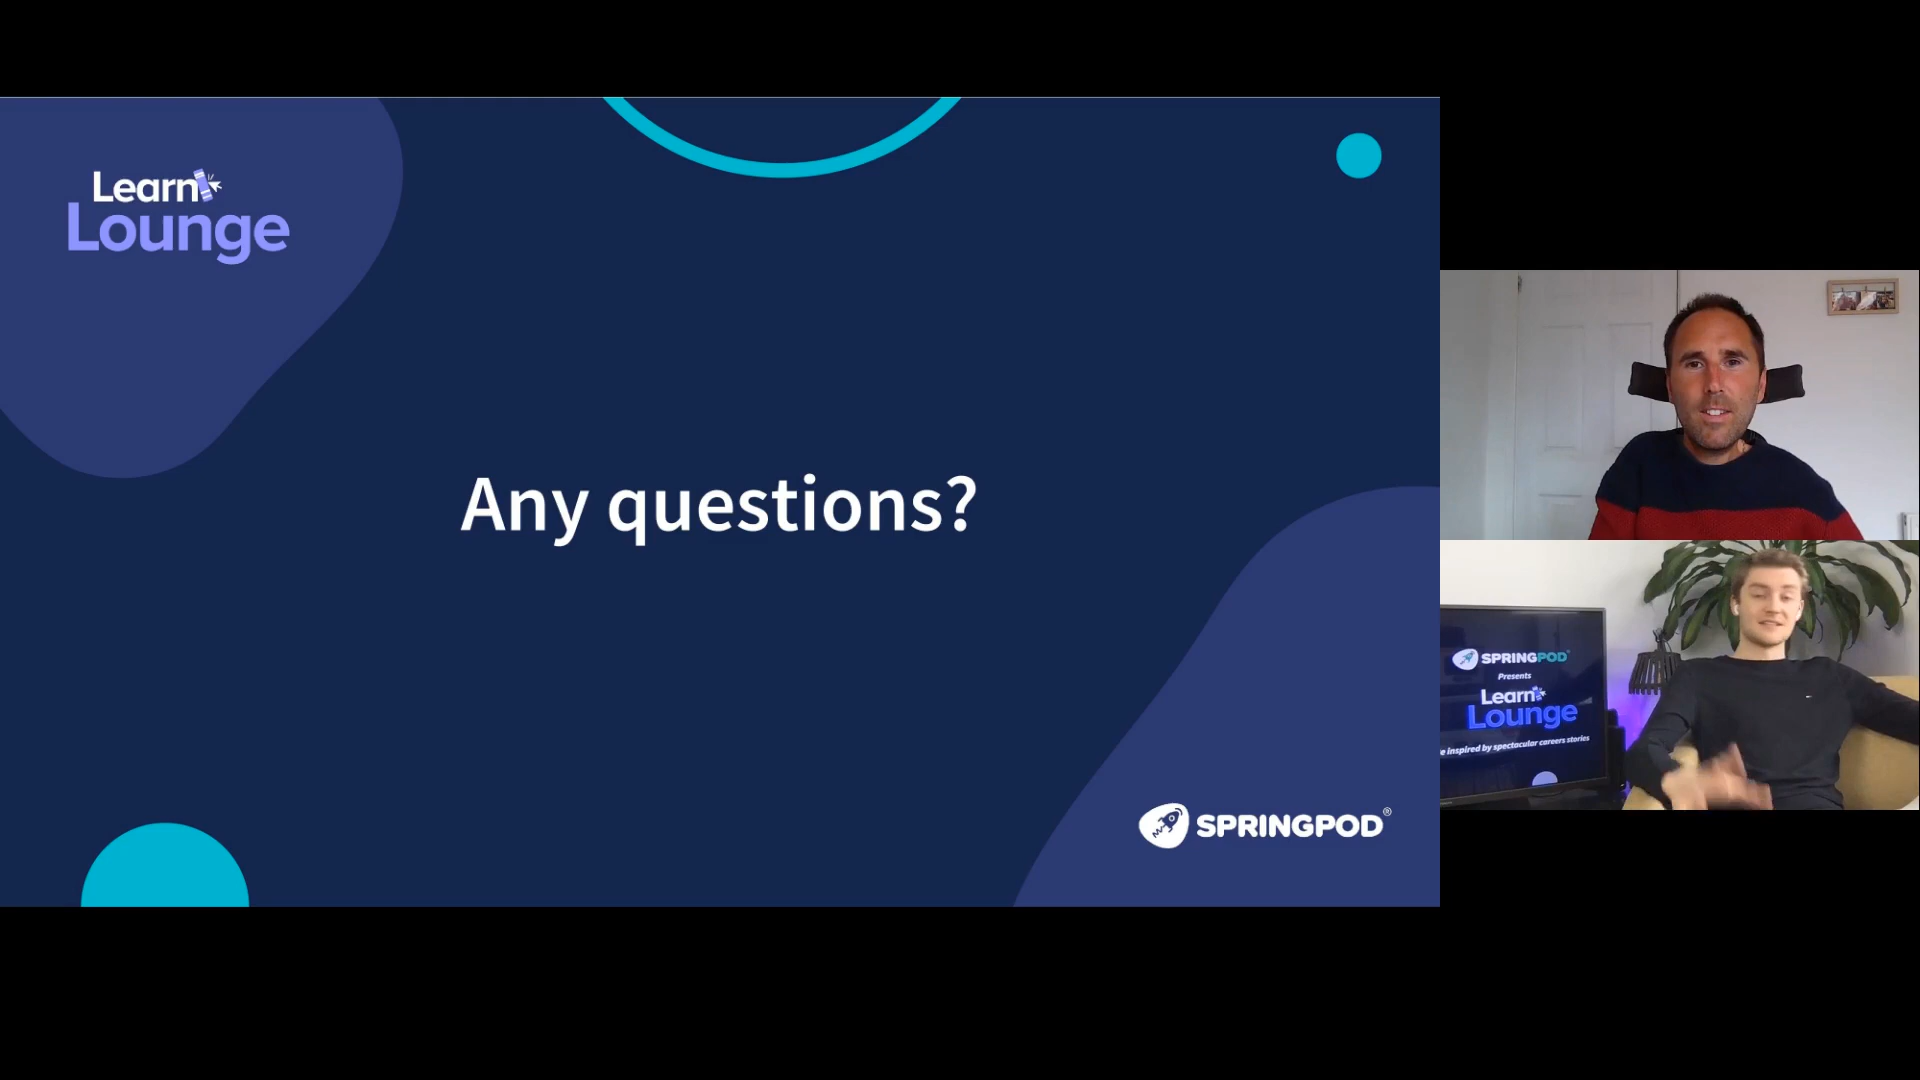 Learn
Lounge
Any questions?
SPRINGPOD®
SPRINGPOD
Presents
Learn
Lounge
inspired by spectacular careers stories